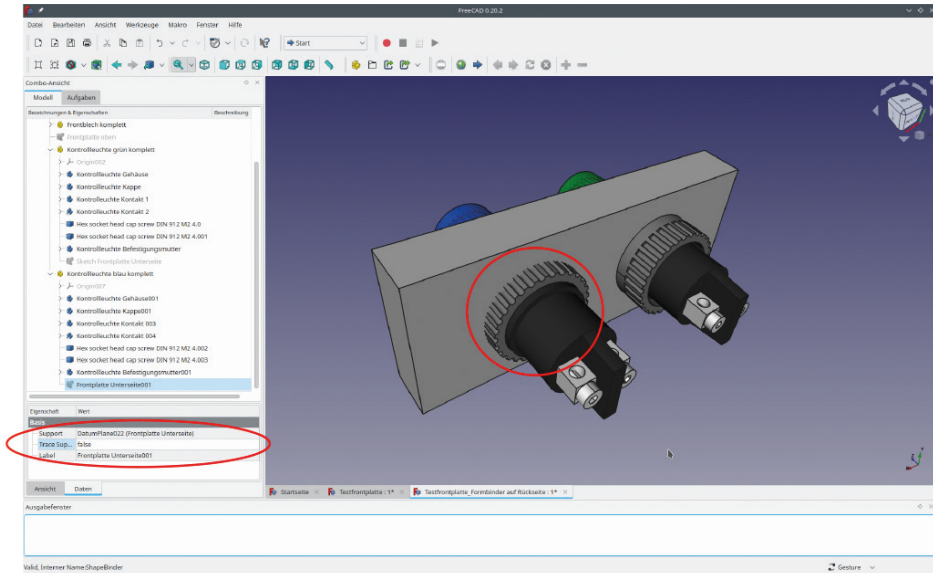 FreeCAD 0.20.2
Datei Bearbeiten Ansicht Werkzeuge Makro Fenster Hilfe
Start
Combo-Ansicht
Modell Aufgaben
Bezeichnungen & Eigenschaften Beschreibung
Frontblech komplett
Frontplatte oben
Kontrollleuchte grün komplett
Origin002
Kontrollleuchte Gehäuse
Kontrollleuchte Kappe
Kontrollleuchte Kontakt 1
Kontrollleuchte Kontakt 2
Hex socket head cap screw DIN 912 M2 4.0
Hex socket head cap screw DIN 912 M2 4.001
Kontrollleuchte Befestigungsmutter
Sketch Frontplatte Unterseite
Kontrollleuchte blau komplett
Origin007
Kontrollleuchte Gehäuse001
Kontrollleuchte Kappe001
Kontrollleuchte Kontakt 003
Kontrollleuchte Kontakt 004
Hex socket head cap screw DIN 912 M2 4.002
Hex socket head cap screw DIN 912 M2 4.003
Kontrollleuchte Befestigungsmutter001
Frontplatte Unterseite001
Eigenschaft Wert
Basis
Support DatumPlane022 (Frontplatte Unterseite)
Trace Sup... false
Label Frontplatte Unterseite001
Ansicht Daten
Startseite Testfrontplatte : 1* Testfrontplatte_Formbinder auf Rückseite : 1*
Ausgabefenster
Valid, Interner Name:ShapeBinder
Gesture